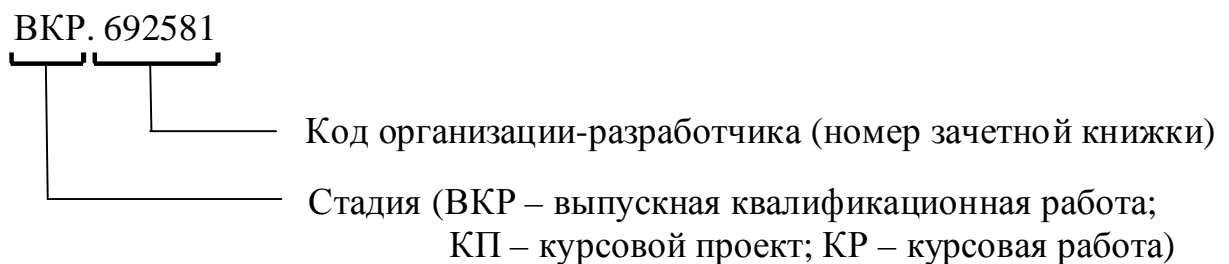 ВКР. 692581
Код организации-разработчика (номер зачетной книжки)
Стадия (ВКР – выпускная квалификационная работа;
КП – курсовой проект; КР – курсовая работа)